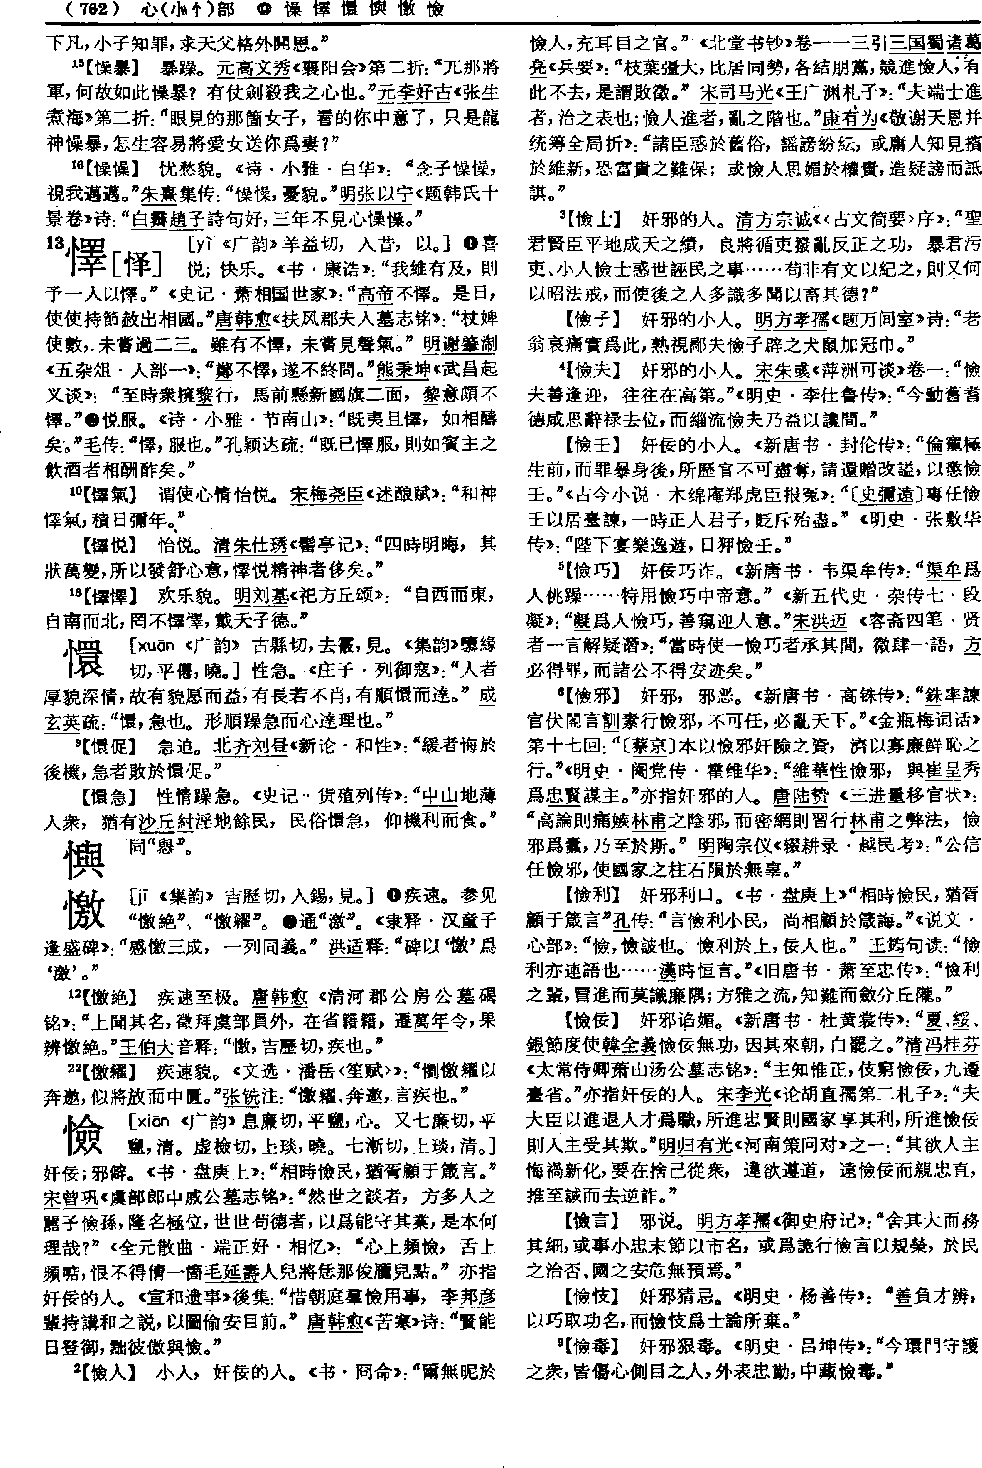 （762） 心(小忄)部 ⓭ 懆懌懁懙憿憸
下凡，小子知罪，求天父格外開恩。”
¹⁵【懆暴】 暴躁。元高文秀《襄阳会》第二折：“兀那將
軍，何故如此懆暴？有仗劍殺我之心也。”元李好古《张生
煮海》第二折：“眼見的那箇女子，看的你中意了，只是龍
神懆暴，怎生容易將愛女送你爲妻？”
¹⁶【懆懆】 忧愁貌。《诗·小雅·白华》：“念子懆懆，
視我邁邁。”朱熹集传：“懆懆，憂貌。”明张以宁《题韩氏十
景卷》诗：“白露趙子詩句好，三年不見心懆懆。”
13懌[怿] [yì《广韵》羊益切，入昔，以。]❶喜
悦；快乐。《书·康诰》：“我雖有及，則
予一人以懌。”《史记·萧相国世家》：“高帝不懌。是日，
使使持節赦出相國。”唐韩愈《扶风郡夫人墓志铭》：“杖婢
使數，未嘗過二三。雖有不懌，未嘗見聲氣。”明谢肇淛
《五杂俎·人部一》：“鄭不懌，遂不終問。”熊秉坤《武昌起
义谈》：“至時衆擁黎行，馬前懸新國旗二面，黎意頗不
懌。”❷悦服。《诗·小雅·节南山》：“既夷且懌，如相醻
矣。”毛传：“懌，服也。”孔颖达疏：“既已懌服，則如賓主之
飲酒者相酬酢矣。”
¹⁰【懌氣】 谓使心情怡悦。宋梅尧臣《述酿赋》：“和神
懌氣，積日彌年。”
【懌悦】 怡悦。清朱仕琇《罶亭记》：“四時明晦，其
狀萬變，所以發舒心意，懌悦精神者侈矣。”
¹⁶【懌懌】 欢乐貌。明刘基《祀方丘颂》：“自西而東，
自南而北，罔不懌懌，戴天子德。”
懁 [xuān《广韵》古縣切，去霰，見。《集韵》隳緣
切，平僊，曉。]性急。《庄子·列御寇》：“人者
厚貌深情，故有貌愿而益，有長若不肖，有順懁而達。”成
玄英疏：“懁，急也。形順躁急而心達理也。”
⁹【懁促】 急迫。北齐刘昼《新论·和性》：“緩者悔於
後機，急者敗於懁促。”
【懁急】 性情躁急。《史记·货殖列传》：“中山地薄
人衆，猶有沙丘紂淫地餘民，民俗懁急，仰機利而食。”
懙 同“懇”。
憿 [jī《集韵》吉歷切，入錫，見。]❶疾速。参见
“憿絶”、“憿糴”。❷通“激”。《隶释·汉童子
逢盛碑》：“感憿三成，一列同義。”洪适释：“碑以‘憿’爲
‘激’。”
¹²【憿絶】 疾速至极。唐韩愈《清河郡公房公墓碣
铭》：“上聞其名，徵拜虞部員外，在省籍籍，遷萬年令，果
辨憿絶。”王伯大音释：“憿，吉歷切，疾也。”
²²【憿糴】 疾速貌。《文选·潘岳〈笙赋〉》：“懰憿糴以
奔邀，似將放而中匱。”张铣注：“憿糴、奔邀，言疾也。”
憸 [xiān《广韵》息廉切，平鹽，心。又七廉切，平
鹽，清。虚檢切，上琰，曉。七漸切，上琰，清。]
奸佞；邪僻。《书·盘庚上》：“相時憸民，猶胥顧于箴言。”
宋曾巩《虞部郎中戚公墓志铭》：“然世之談者，方多人之
麗子憸孫，隆名極位，世世苟德者，以爲能守其業，是本何
理哉？”《全元散曲·端正好·相忆》：“心上頻憸，舌上
頻唸，恨不得倩一箇毛延壽人兒將恁那俊龐兒點。”亦指
奸佞的人。《宣和遗事》後集：“惜朝庭羣憸用事，李邦彦
輩持講和之説，以圖偷安目前。”唐韩愈《苦寒》诗：“賢能
日登御，黜彼傲與憸。”
²【憸人】 小人，奸佞的人。《书·冏命》：“爾無昵於
憸人，充耳目之官。”《北堂书钞》卷一一三引三国蜀诸葛
亮《兵要》：“枝葉彊大，比居同勢，各結朋黨，競進憸人，有
此不去，是謂敗徵。”宋司马光《王广渊札子》：“夫端士進
者，治之表也；憸人進者，亂之階也。”康有为《敬谢天恩并
统筹全局折》：“諸臣惑於舊俗，謡謗紛紜，或庸人知見狃
於維新，恐富貴之難保；或憸人思媚於權貴，造疑謗而詆
諆。”
³【憸士】 奸邪的人。清方宗诚《〈古文简要〉序》：“聖
君賢臣平地成天之績，良將循吏撥亂反正之功，暴君污
吏、小人憸士惑世誣民之事……苟非有文以紀之，則又何
以昭法戒，而使後之人多識多聞以畜其德？”
【憸子】 奸邪的小人。明方孝孺《题万间室》诗：“老
翁哀痛實爲此，熟視鄙夫憸子辟之犬鼠加冠巾。”
⁴【憸夫】 奸邪的小人。宋朱彧《萍洲可谈》卷一：“憸
夫善逢迎，往往在高第。”《明史·李仕鲁传》：“今勳舊耆
德咸思辭禄去位，而緇流憸夫乃益以讒間。”
【憸壬】 奸佞的小人。《新唐书·封伦传》：“倫寵極
生前，而罪暴身後，所歷官不可盡奪，請還贈改謚，以懲憸
壬。”《古今小说·木绵庵郑虎臣报冤》：“〔史彌遠〕專任憸
壬以居臺諫，一時正人君子，貶斥殆盡。”《明史·张敷华
传》：“陛下宴樂逸遊，日狎憸壬。”
⁵【憸巧】 奸佞巧诈。《新唐书·韦渠牟传》：“渠牟爲
人佻躁……特用憸巧中帝意。”《新五代史·杂传七·段
凝》：“凝爲人憸巧，善窺迎人意。”宋洪迈《容斋四笔·贤
者一言解疑谮》：“當時使一憸巧者承其間，微肆一語，方
必得罪，而諸公不得安迹矣。”
⁶【憸邪】 奸邪，邪恶。《新唐书·高铢传》：“銖率諫
官伏閤言訓素行憸邪，不可任，必亂天下。”《金瓶梅词话》
第十七回：“〔蔡京〕本以憸邪奸險之資，濟以寡廉鮮恥之
行。”《明史·阉党传·霍维华》：“維華性憸邪，與崔呈秀
爲忠賢謀主。”亦指奸邪的人。唐陆贽《三进量移官状》：
“高論則痛嫉林甫之陰邪，而密網則習行林甫之弊法，憸
邪爲蠹，乃至於斯。”明陶宗仪《辍耕录·越民考》：“公信
任憸邪，使國家之柱石隕於無辜。”
【憸利】 奸邪利口。《书·盘庚上》“相時憸民，猶胥
顧于箴言”孔传：“言憸利小民，尚相顧於箴誨。”《说文·
心部》：“憸，憸詖也。憸利於上，佞人也。”王筠句读：“憸
利亦連語也……漢時恒言。”《旧唐书·萧至忠传》：“憸利
之輩，冒進而莫識廉隅；方雅之流，知難而斂分丘隴。”
【憸佞】 奸邪谄媚。《新唐书·杜黄裳传》：“夏、綏、
銀節度使韓全義憸佞無功，因其來朝，白罷之。”清冯桂芬
《太常侍卿萧山汤公墓志铭》：“主知惟正，伎窮憸佞，九遷
臺省。”亦指奸佞的人。宋李光《论胡直孺第二札子》：“夫
大臣以進退人才爲職，所進忠賢則國家享其利，所進憸佞
則人主受其欺。”明归有光《河南策问对》之一：“其欲人主
悔禍新化，要在捨己從衆，違欲遵道，遠憸佞而親忠直，
推至誠而去逆詐。”
【憸言】 邪说。明方孝孺《御史府记》：“舍其大而務
其細，或事小忠末節以市名，或爲詭行憸言以規榮，於民
之治否、國之安危無預焉。”
【憸忮】 奸邪猜忌。《明史·杨善传》：“善負才辨，
以巧取功名，而憸忮爲士論所棄。”
⁹【憸毒】 奸邪狠毒。《明史·吕坤传》：“今環門守護
之衆，皆傷心側目之人，外表忠勤，中藏憸毒。”